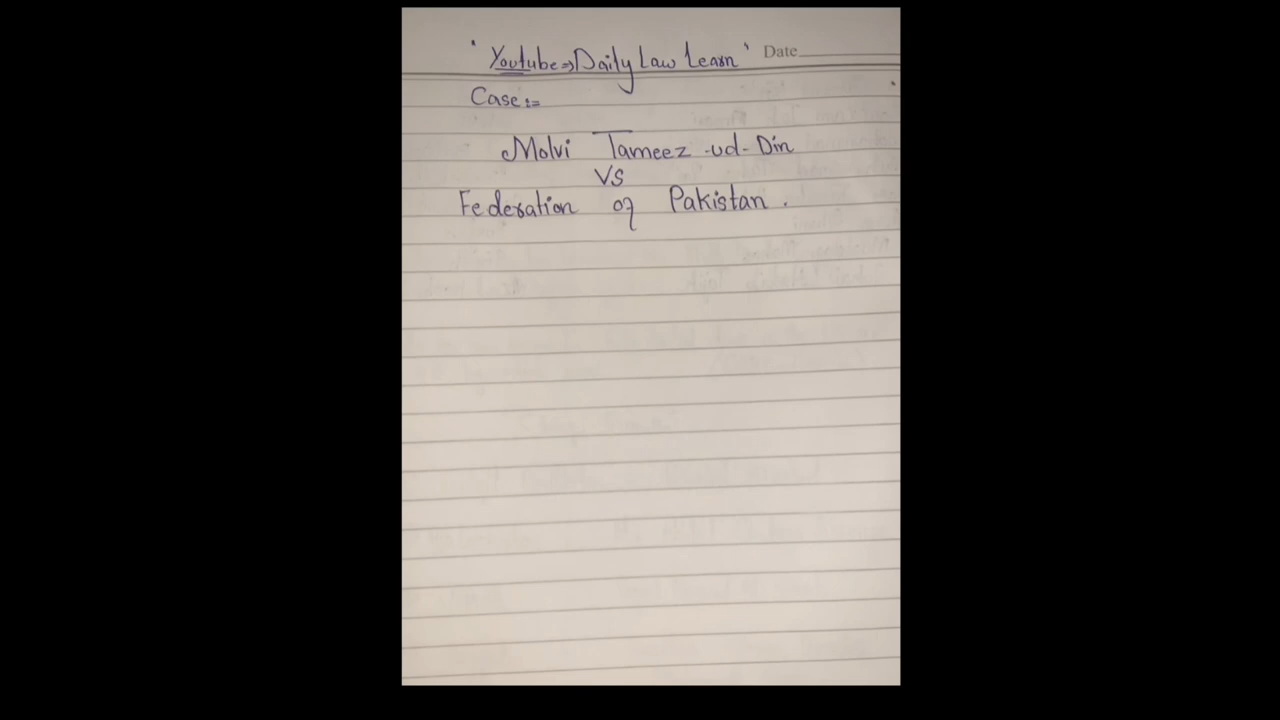 ' Youtube⇒Daily Law Learn ' Date
Case:=
Molvi Tameez -ud- Din
VS
Federation of Pakistan .